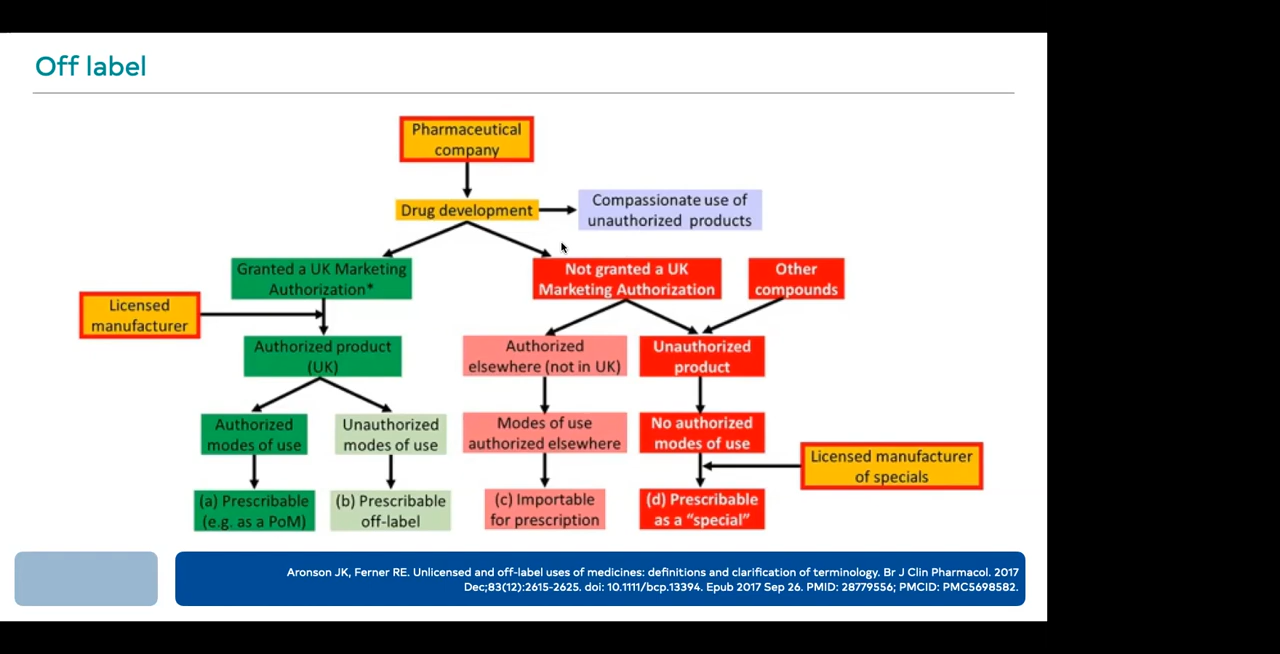 Off label
Pharmaceutical
company
Drug development
Compassionate use of
unauthorized products
Granted a UK Marketing
Authorization*
Not granted a UK
Marketing Authorization
Other
compounds
Licensed
manufacturer
Authorized product
(UK)
Authorized
elsewhere (not in UK)
Unauthorized
product
Authorized
modes of use
Unauthorized
modes of use
Modes of use
authorized elsewhere
No authorized
modes of use
Licensed manufacturer
of specials
(a) Prescribable
(e.g. as a PoM)
(b) Prescribable
off-label
(c) Importable
for prescription
(d) Prescribable
as a “special”
Aronson JK, Ferner RE. Unlicensed and off-label uses of medicines: definitions and clarification of terminology. Br J Clin Pharmacol. 2017
Dec;83(12):2615-2625. doi: 10.1111/bcp.13394. Epub 2017 Sep 26. PMID: 28779556; PMCID: PMC5698582.